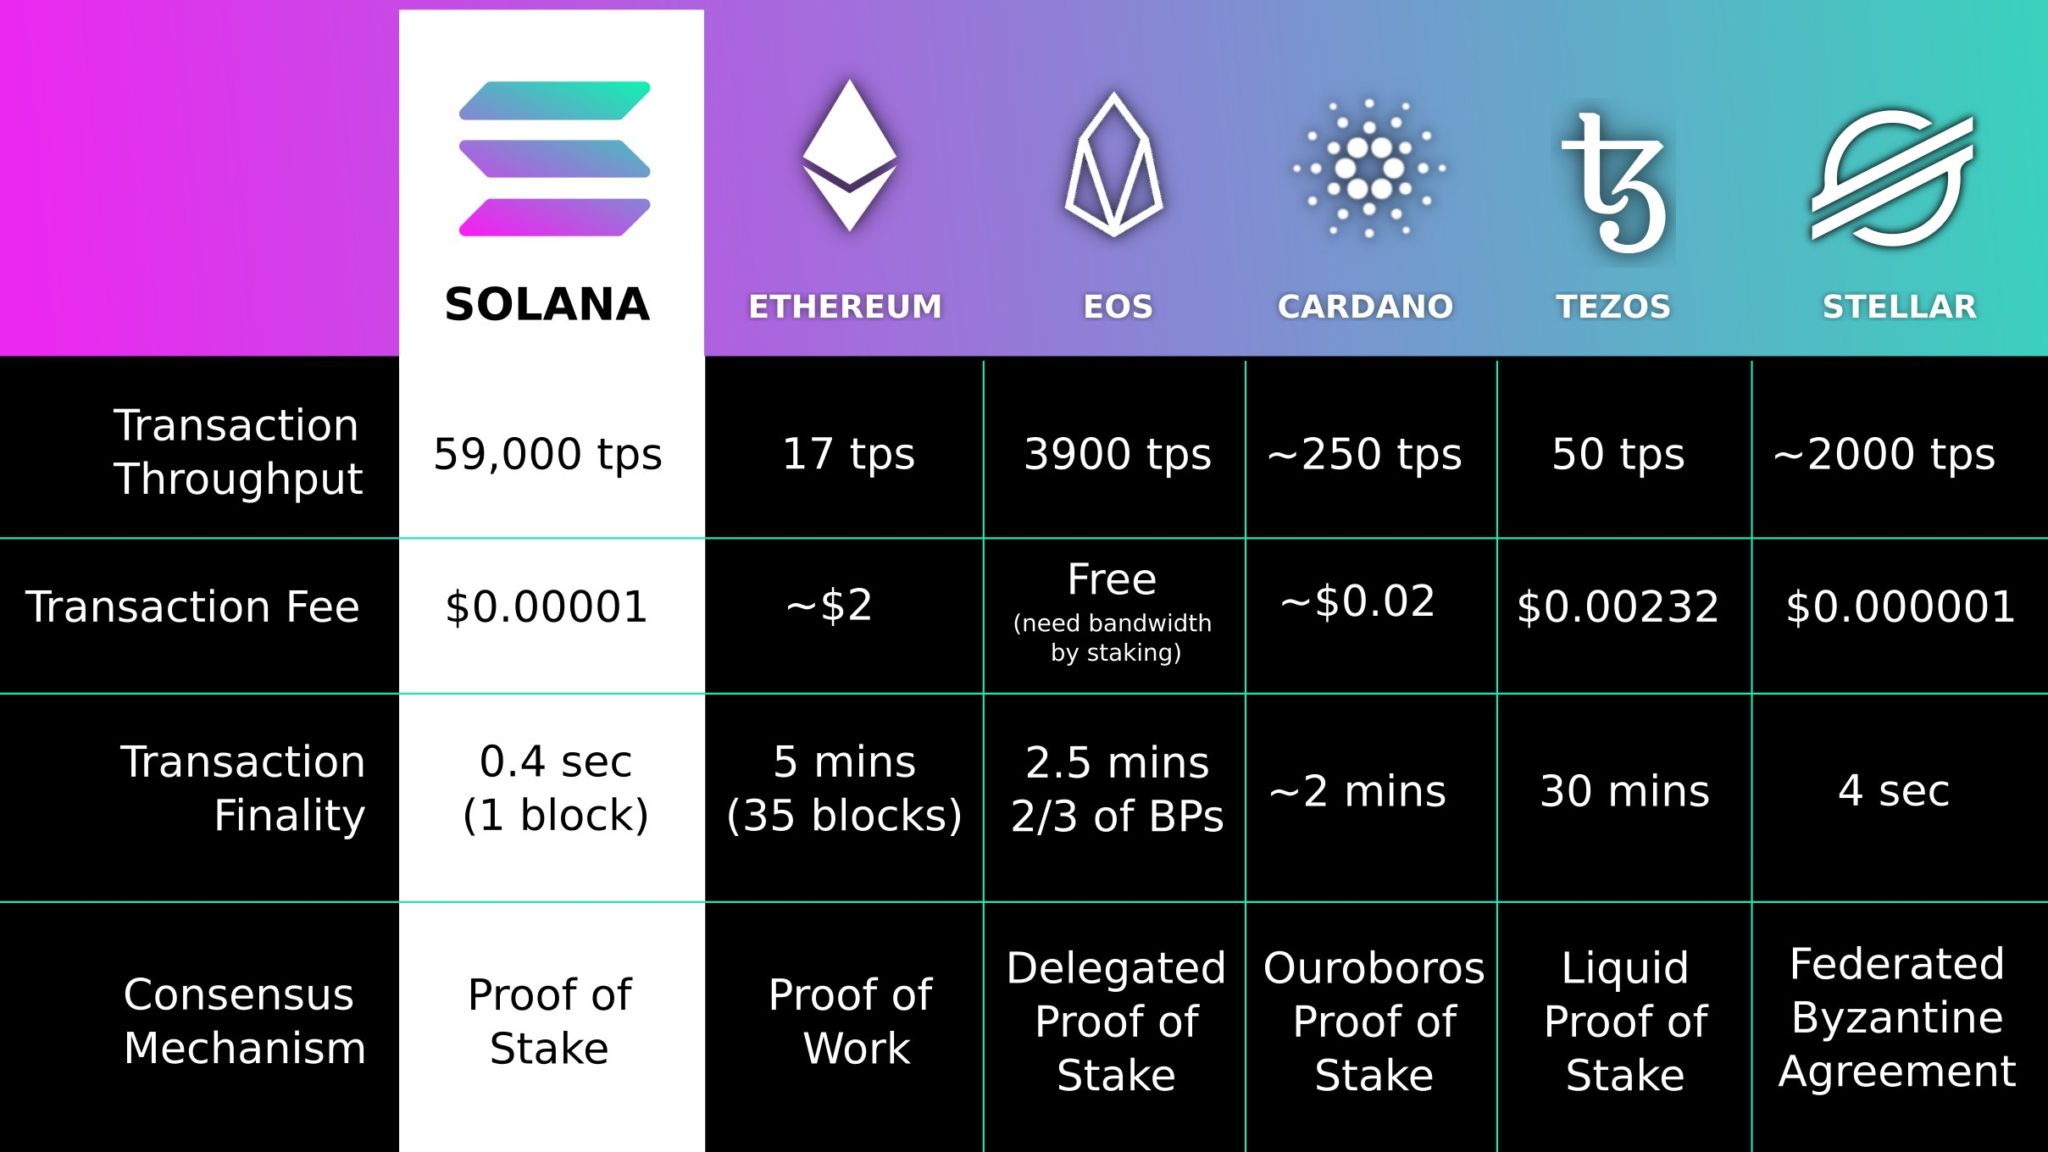 SOLANA
ETHEREUM
EOS
CARDANO
TEZOS
STELLAR
Transaction
Throughput
59,000 tps
17 tps
3900 tps
~250 tps
50 tps
~2000 tps
Transaction Fee
$0.00001
~$2
Free
(need bandwidth
by staking)
~$0.02
$0.00232
$0.000001
Transaction
Finality
0.4 sec
(1 block)
5 mins
(35 blocks)
2.5 mins
2/3 of BPs
~2 mins
30 mins
4 sec
Consensus
Mechanism
Proof of
Stake
Proof of
Work
Delegated
Proof of
Stake
Ouroboros
Proof of
Stake
Liquid
Proof of
Stake
Federated
Byzantine
Agreement